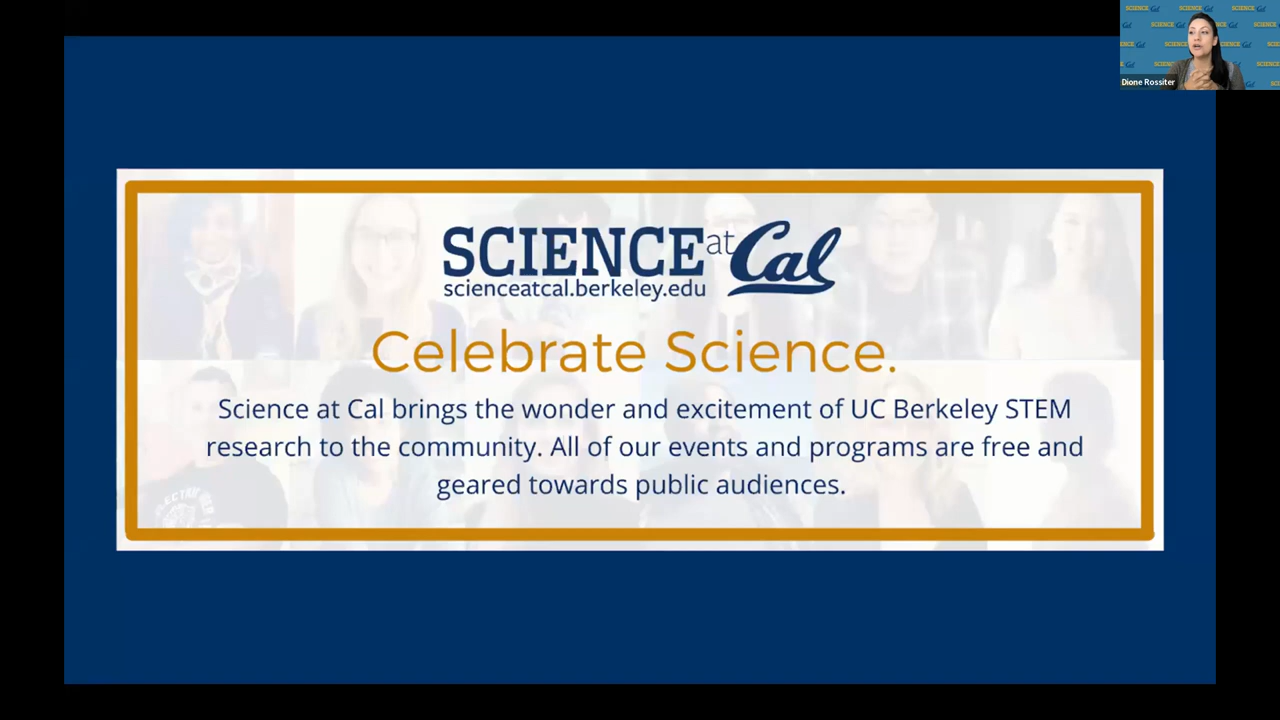 SCIENCE at Cal
scienceatcal.berkeley.edu
Celebrate Science.
Science at Cal brings the wonder and excitement of UC Berkeley STEM
research to the community. All of our events and programs are free and
geared towards public audiences.
Dione Rossiter